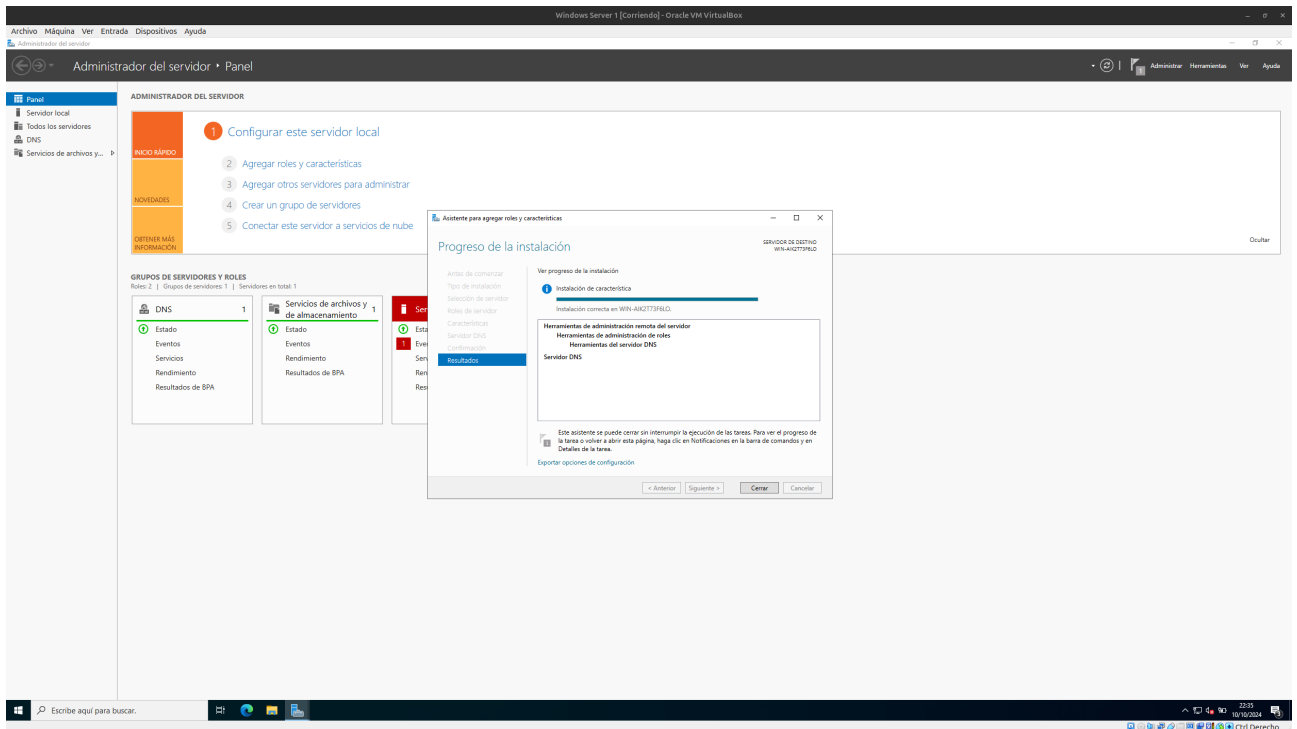 Windows Server 1 [Corriendo] - Oracle VM VirtualBox
Archivo Máquina Ver Entrada Dispositivos Ayuda
Administrador del servidor
Administrador del servidor • Panel
Administrar Herramientas Ver Ayuda
1
Panel
Servidor local
Todos los servidores
DNS
Servicios de archivos y...
ADMINISTRADOR DEL SERVIDOR
INICIO RÁPIDO
NOVEDADES
OBTENER MÁS
INFORMACIÓN
1 Configurar este servidor local
2 Agregar roles y características
3 Agregar otros servidores para administrar
4 Crear un grupo de servidores
5 Conectar este servidor a servicios de nube
Ocultar
GRUPOS DE SERVIDORES Y ROLES
Roles: 2 | Grupos de servidores: 1 | Servidores en total: 1
DNS 1
Estado
Eventos
Servicios
Rendimiento
Resultados de BPA
Servicios de archivos y
de almacenamiento 1
Estado
Eventos
Rendimiento
Resultados de BPA
Ser
Esta
1 Eve
Serv
Ren
Res
Asistente para agregar roles y características
Progreso de la instalación
SERVIDOR DE DESTINO
WIN-AIK2T73F6LO
Antes de comenzar
Tipo de instalación
Selección de servidor
Roles de servidor
Características
Servidor DNS
Confirmación
Resultados
Ver progreso de la instalación
Instalación de característica
Instalación correcta en WIN-AIK2T73F6LO.
Herramientas de administración remota del servidor
Herramientas de administración de roles
Herramientas del servidor DNS
Servidor DNS
1
Este asistente se puede cerrar sin interrumpir la ejecución de las tareas. Para ver el progreso de
la tarea o volver a abrir esta página, haga clic en Notificaciones en la barra de comandos y en
Detalles de la tarea.
Exportar opciones de configuración
< Anterior Siguiente > Cerrar Cancelar
Escribe aquí para buscar.
22:35
10/10/2024
Ctrl Derecho